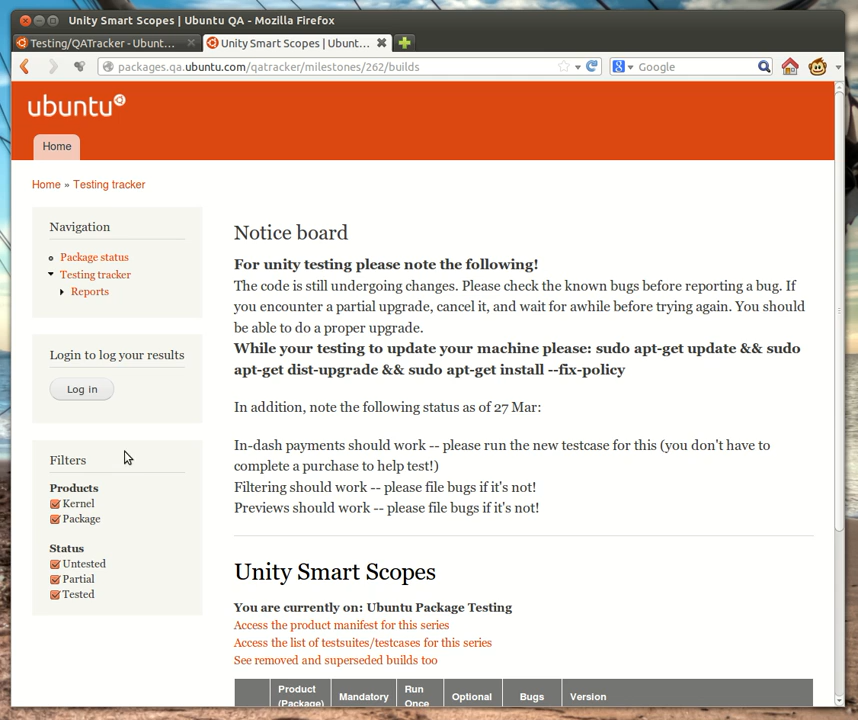 Unity Smart Scopes | Ubuntu QA - Mozilla Firefox
Testing/QATracker - Ubunt...
Unity Smart Scopes | Ubunt...
packages.qa.ubuntu.com/qatracker/milestones/262/builds
Google
ubuntu
Home
Home » Testing tracker
Navigation
Package status
Testing tracker
Reports
Login to log your results
Log in
Filters
Products
Kernel
Package
Status
Untested
Partial
Tested
Notice board
For unity testing please note the following!
The code is still undergoing changes. Please check the known bugs before reporting a bug. If
you encounter a partial upgrade, cancel it, and wait for awhile before trying again. You should
be able to do a proper upgrade.
While your testing to update your machine please: sudo apt-get update && sudo
apt-get dist-upgrade && sudo apt-get install --fix-policy
In addition, note the following status as of 27 Mar:
In-dash payments should work -- please run the new testcase for this (you don't have to
complete a purchase to help test!)
Filtering should work -- please file bugs if it's not!
Previews should work -- please file bugs if it's not!
Unity Smart Scopes
You are currently on: Ubuntu Package Testing
Access the product manifest for this series
Access the list of testsuites/testcases for this series
See removed and superseded builds too
Product
(Package)
Mandatory
Run
Once
Optional
Bugs
Version